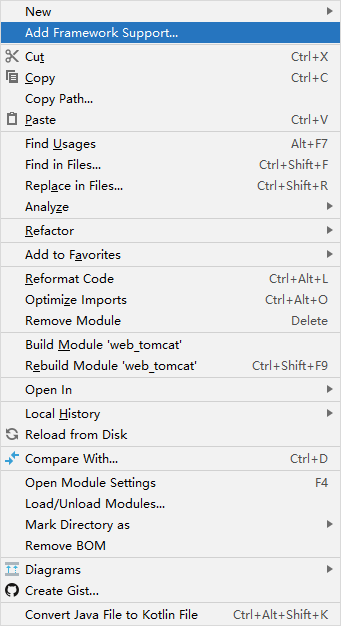 New
Add Framework Support...
Cut Ctrl+X
Copy Ctrl+C
Copy Path...
Paste Ctrl+V
Find Usages Alt+F7
Find in Files... Ctrl+Shift+F
Replace in Files... Ctrl+Shift+R
Analyze
Refactor
Add to Favorites
Reformat Code Ctrl+Alt+L
Optimize Imports Ctrl+Alt+O
Remove Module Delete
Build Module 'web_tomcat'
Rebuild Module 'web_tomcat' Ctrl+Shift+F9
Open In
Local History
Reload from Disk
Compare With... Ctrl+D
Open Module Settings F4
Load/Unload Modules...
Mark Directory as
Remove BOM
Diagrams
Create Gist...
Convert Java File to Kotlin File Ctrl+Alt+Shift+K